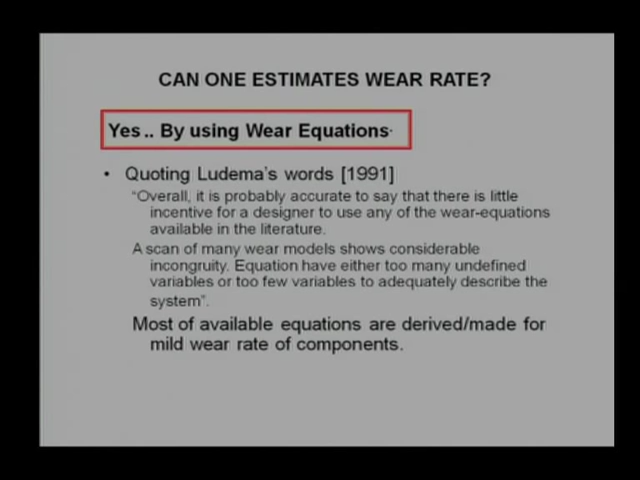 CAN ONE ESTIMATES WEAR RATE?
Yes .. By using Wear Equations.
• Quoting Ludema's words [1991]
"Overall, it is probably accurate to say that there is little
incentive for a designer to use any of the wear-equations
available in the literature.
A scan of many wear models shows considerable
incongruity. Equation have either too many undefined
variables or too few variables to adequately describe the
system".
Most of available equations are derived/made for
mild wear rate of components.